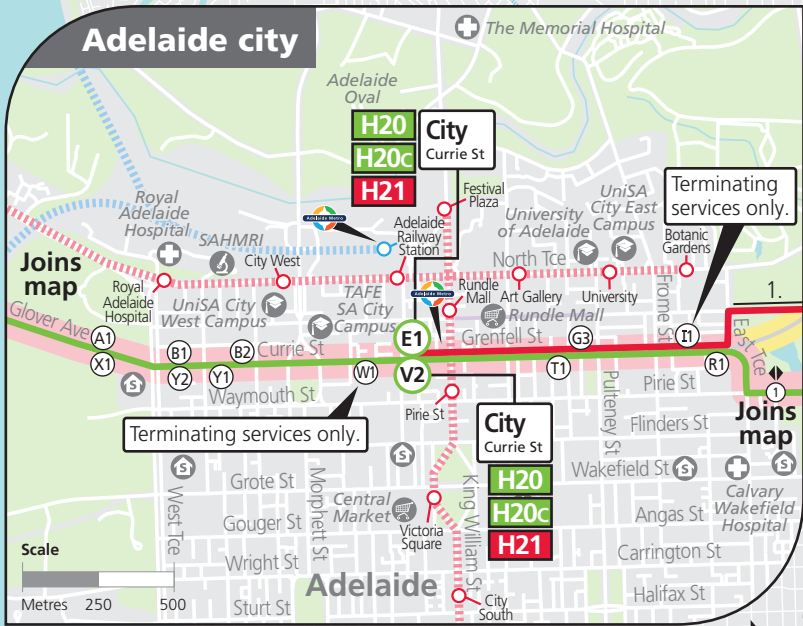 Adelaide city
The Memorial Hospital
Adelaide
Oval
H20
H20C
H21
City
Currie St
Terminating
services only.
Festival
Plaza
Royal
Adelaide
Hospital
SAHMRI
Adelaide Metro
Adelaide
Railway
Station
University
of Adelaide
UniSA
City East
Campus
Botanic
Gardens
North Tce
Joins
map
City West
Royal
Adelaide
Hospital
UniSA City
West Campus
TAFE
SA City
Campus
Adelaide Metro
Rundle
Mall
Art Gallery
University
Rundle Mall
Frome St
1.
Glover Ave
A1
X1
B1
Y2
B2
Y1
Currie St
W1
E1
V2
Grenfell St
G3
T1
I1
R1
East Tce
1
Joins
map
Waymouth St
Pirie St
Pirie St
Pulteney St
Flinders St
Terminating services only.
City
Currie St
H20
H20C
H21
Wakefield St
Calvary
Wakefield
Hospital
West Tce
Grote St
Morphett St
Central
Market
Victoria
Square
King William St
Gouger St
Angas St
Wright St
Carrington St
Adelaide
Sturt St
City
South
Halifax St
Scale
Metres 250 500
S
S
S
S
S